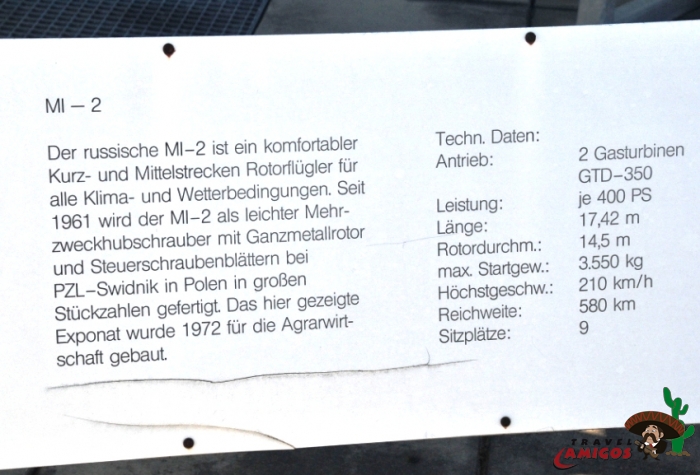 MI – 2
Der russische MI–2 ist ein komfortabler
Kurz- und Mittelstrecken Rotorflügler für
alle Klima- und Wetterbedingungen. Seit
1961 wird der MI–2 als leichter Mehr-
zweckhubschrauber mit Ganzmetallrotor
und Steuerschraubenblättern bei
PZL–Swidnik in Polen in großen
Stückzahlen gefertigt. Das hier gezeigte
Exponat wurde 1972 für die Agrarwirt-
schaft gebaut.
Techn. Daten:
Antrieb: 2 Gasturbinen
GTD–350
Leistung: je 400 PS
Länge: 17,42 m
Rotordurchm.: 14,5 m
max. Startgew.: 3.550 kg
Höchstgeschw.: 210 km/h
Reichweite: 580 km
Sitzplätze: 9
TRAVEL
AMIGOS